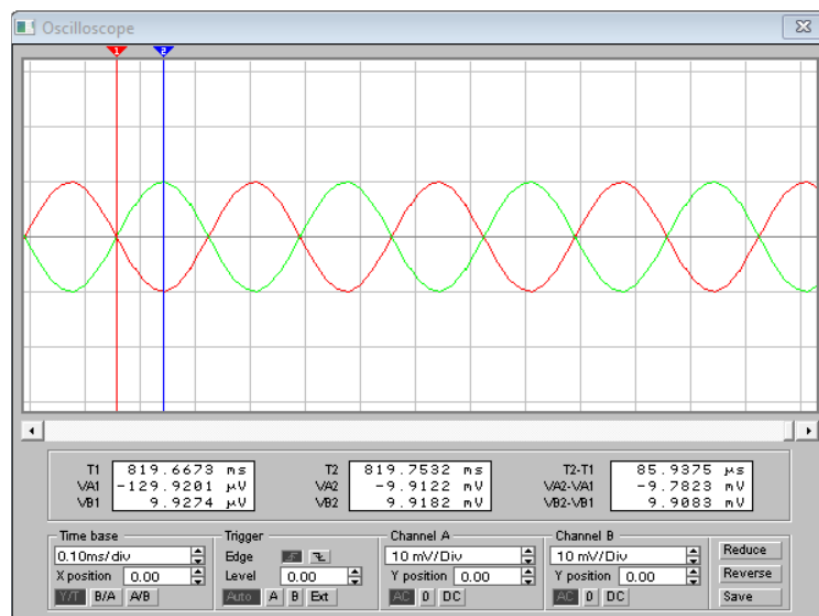 Oscilloscope
1 2
T1 819.6673 ms T2 819.7532 ms T2-T1 85.9375 µs
VA1 -129.9201 µV VA2 -9.9122 mV VA2-VA1 -9.7823 mV
VB1 9.9274 µV VB2 9.9182 mV VB2-VB1 9.9083 mV
Time base Trigger Channel A Channel B
0.10ms/div Edge 10 mV/Div 10 mV/Div Reduce
X position 0.00 Level 0.00 Y position 0.00 Y position 0.00 Reverse
Y/T B/A A/B Auto A B Ext AC 0 DC AC 0 DC Save